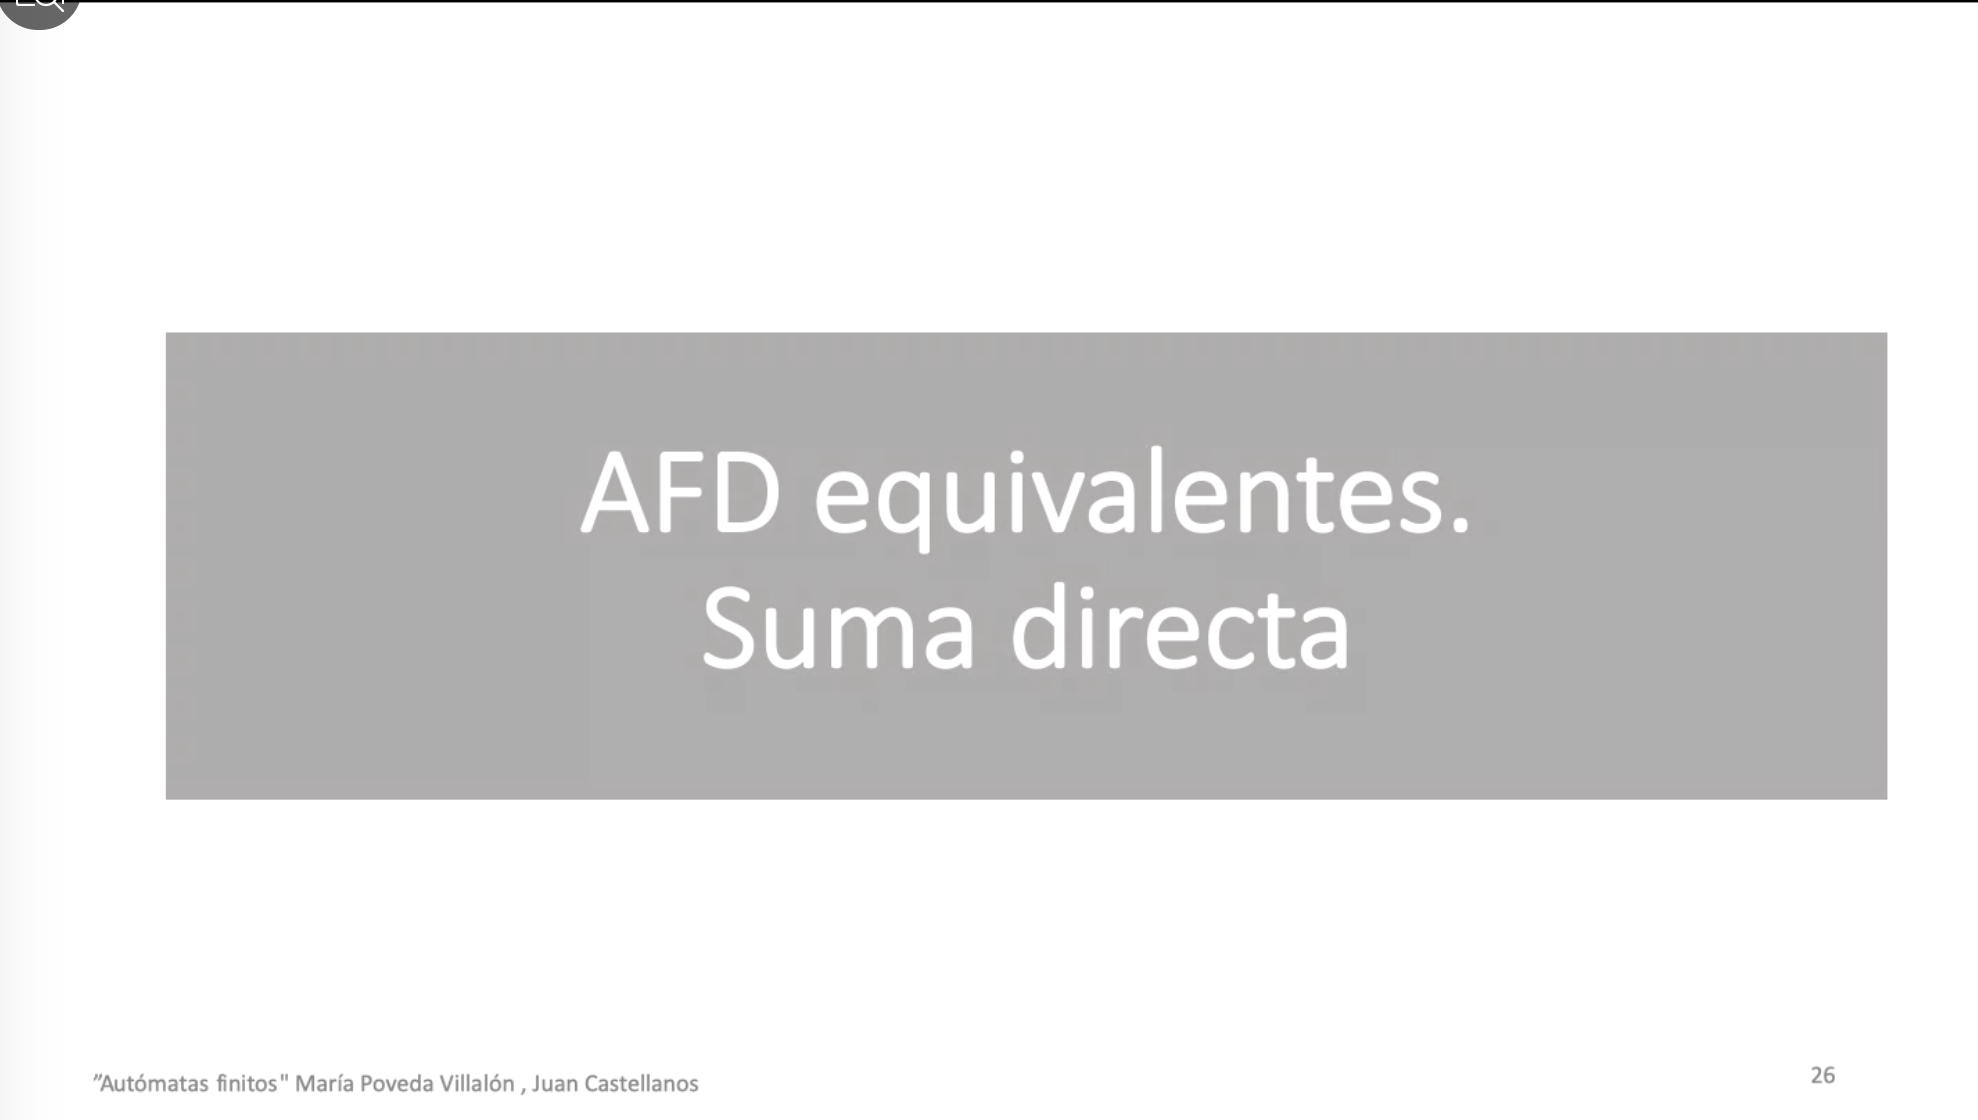 AFD equivalentes.
Suma directa
"Autómatas finitos" María Poveda Villalón , Juan Castellanos
26